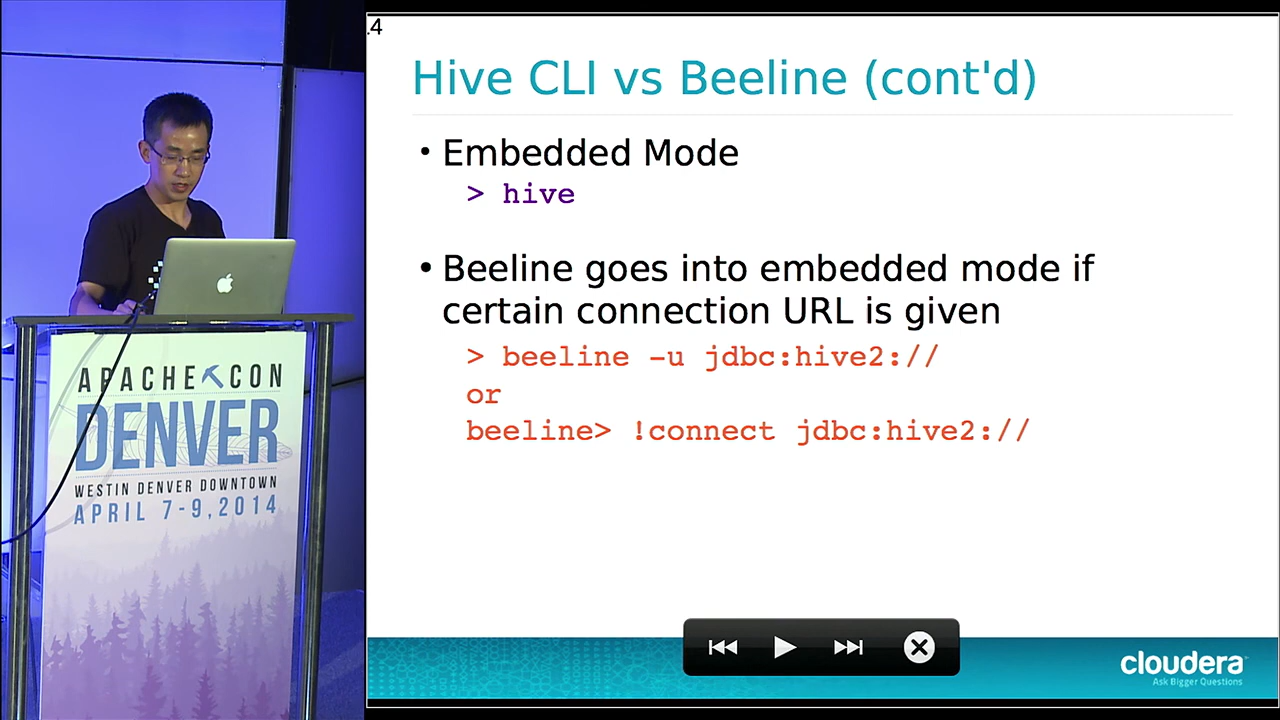 .4
Hive CLI vs Beeline (cont'd)
• Embedded Mode
> hive
• Beeline goes into embedded mode if
certain connection URL is given
> beeline -u jdbc:hive2://
or
beeline> !connect jdbc:hive2://
cloudera
Ask Bigger Questions
APACHE CON
DENVER
WESTIN DENVER DOWNTOWN
APRIL 7-9, 2014